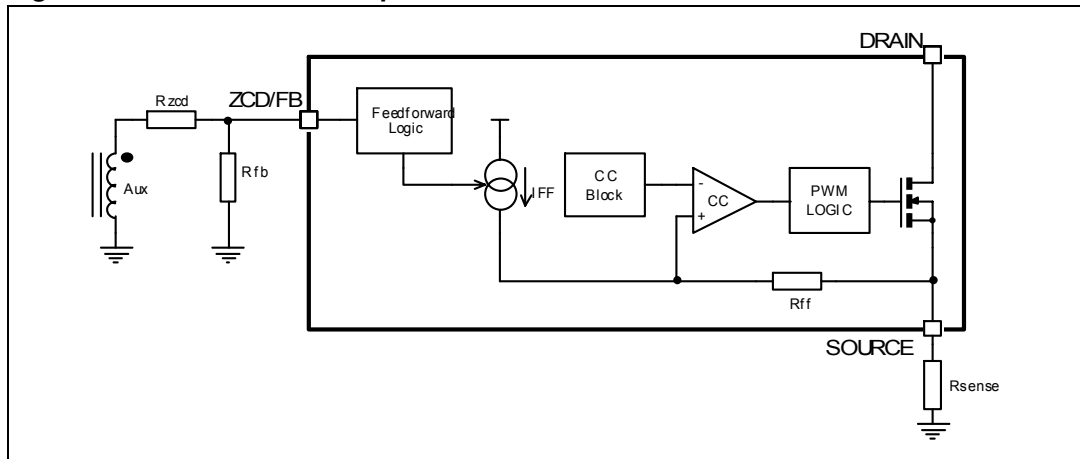 DRAIN
Rzcd
ZCD/FB
Feedforward
Logic
Rfb
Aux
IFF
CC
Block
-
+
CC
PWM
LOGIC
Rff
SOURCE
Rsense